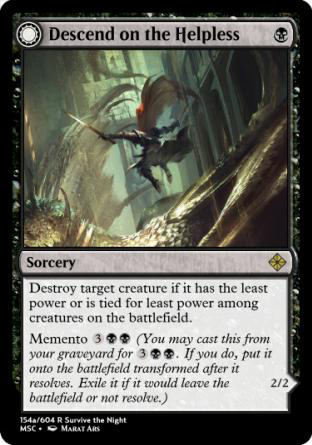 Descend on the Helpless
Sorcery
Destroy target creature if it has the least
power or is tied for least power among
creatures on the battlefield.
Memento 3 (You may cast this from
your graveyard for 3. If you do, put it
onto the battlefield transformed after it
resolves. Exile it if it would leave the
battlefield or not resolve.)
2/2
154a/604 R Survive the Night
MSC • Marat Ars